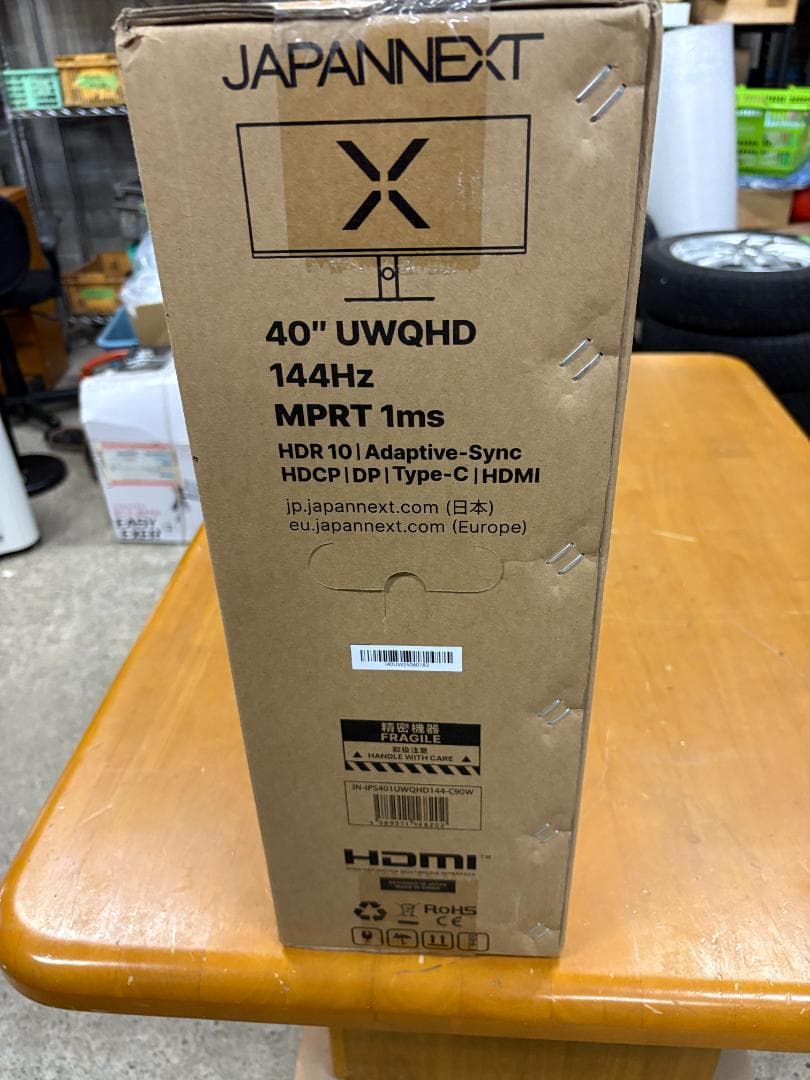 JAPANNEXT
40" UWQHD
144Hz
MPRT 1ms
HDR 10 | Adaptive-Sync
HDCP | DP | Type-C | HDMI
jp.japannext.com (日本)
eu.japannext.com (Europe)
精密機器
FRAGILE
取扱注意
HANDLE WITH CARE
JN-IPS401UWQHD144-C90W
HDMI™
RoHS
CE